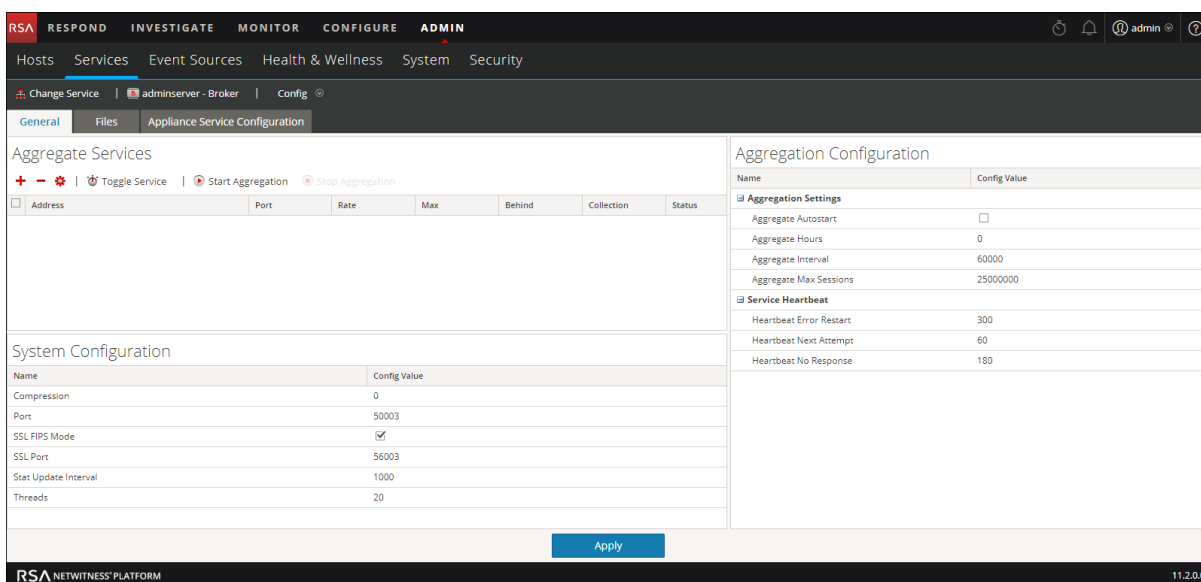 RSA RESPOND INVESTIGATE MONITOR CONFIGURE ADMIN admin ?
Hosts Services Event Sources Health & Wellness System Security
Change Service | adminserver - Broker | Config
General Files Appliance Service Configuration
Aggregate Services
Toggle Service | Start Aggregation Stop Aggregation
Address Port Rate Max Behind Collection Status
System Configuration
Name Config Value
Compression 0
Port 50003
SSL FIPS Mode
SSL Port 56003
Stat Update Interval 1000
Threads 20
Aggregation Configuration
Name Config Value
Aggregation Settings
Aggregate Autostart
Aggregate Hours 0
Aggregate Interval 60000
Aggregate Max Sessions 25000000
Service Heartbeat
Heartbeat Error Restart 300
Heartbeat Next Attempt 60
Heartbeat No Response 180
Apply
RSA NETWITNESS® PLATFORM